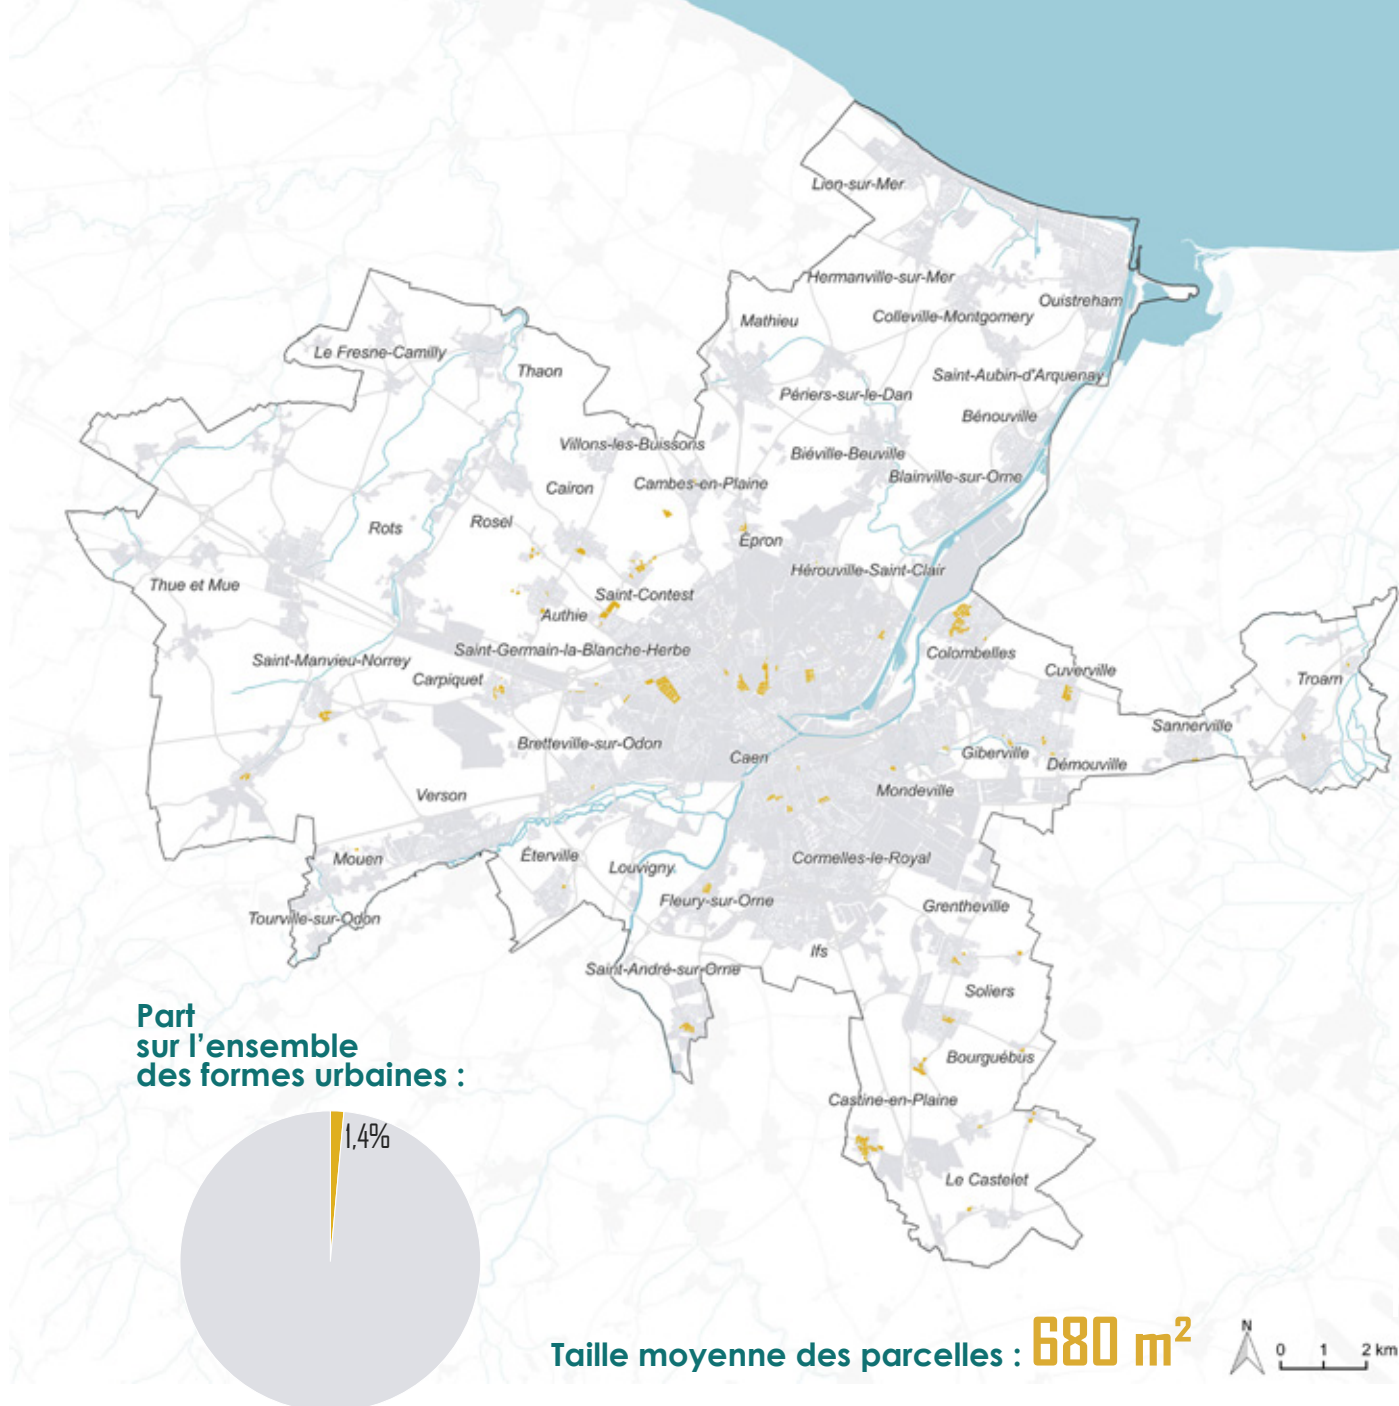 Lion-sur-Mer
Hermanville-sur-Mer
Ouistreham
Colleville-Montgomery
Mathieu
Le Fresne-Camilly
Thaon
Saint-Aubin-d'Arquenay
Périers-sur-le-Dan
Bénouville
Villons-les-Buissons
Biéville-Beuville
Blainville-sur-Orne
Cambes-en-Plaine
Cairon
Rosel
Rots
Épron
Hérouville-Saint-Clair
Thue et Mue
Saint-Contest
Authie
Saint-Germain-la-Blanche-Herbe
Colombelles
Saint-Manvieu-Norrey
Carpiquet
Cuverville
Troarn
Sannerville
Bretteville-sur-Odon
Caen
Giberville
Démouville
Mondeville
Verson
Mouen
Éterville
Louvigny
Cormelles-le-Royal
Fleury-sur-Orne
Grentheville
Tourville-sur-Odon
Ifs
Saint-André-sur-Orne
Soliers
Bourguébus
Castine-en-Plaine
Le Castelet
Part
sur l'ensemble
des formes urbaines :
1,4%
Taille moyenne des parcelles : 680 m²
N
0 1 2 km